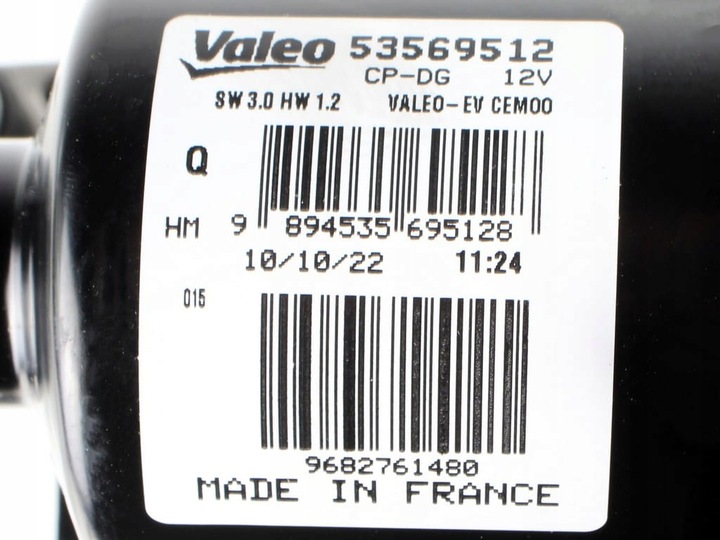 Valeo 53569512
CP-DG 12V
SW 3.0 HW 1.2 VALEO-EV CEM00
Q
HM 9 894535 695128
10/10/22 11:24
015
9682761480
MADE IN FRANCE